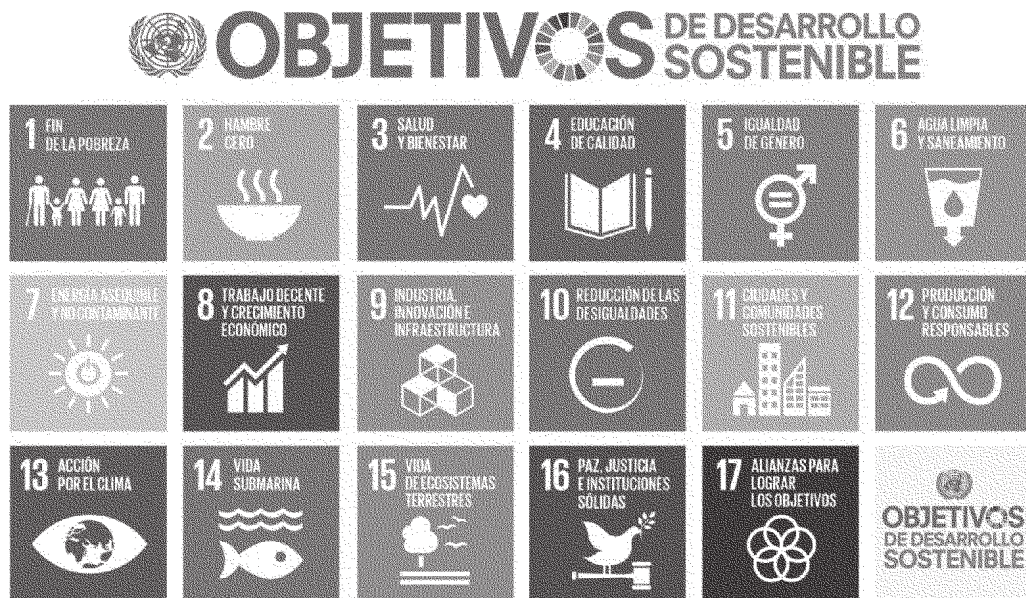 OBJETIVOS DE DESARROLLO
SOSTENIBLE
1 FIN
DE LA POBREZA
2 HAMBRE
CERO
3 SALUD
Y BIENESTAR
4 EDUCACIÓN
DE CALIDAD
5 IGUALDAD
DE GÉNERO
6 AGUA LIMPIA
Y SANEAMIENTO
7 ENERGÍA ASEQUIBLE
Y NO CONTAMINANTE
8 TRABAJO DECENTE
Y CRECIMIENTO
ECONÓMICO
9 INDUSTRIA,
INNOVACIÓN E
INFRAESTRUCTURA
10 REDUCCIÓN DE LAS
DESIGUALDADES
11 CIUDADES Y
COMUNIDADES
SOSTENIBLES
12 PRODUCCIÓN
Y CONSUMO
RESPONSABLES
13 ACCIÓN
POR EL CLIMA
14 VIDA
SUBMARINA
15 VIDA
DE ECOSISTEMAS
TERRESTRES
16 PAZ, JUSTICIA
E INSTITUCIONES
SÓLIDAS
17 ALIANZAS PARA
LOGRAR
LOS OBJETIVOS
OBJETIVOS
DE DESARROLLO
SOSTENIBLE